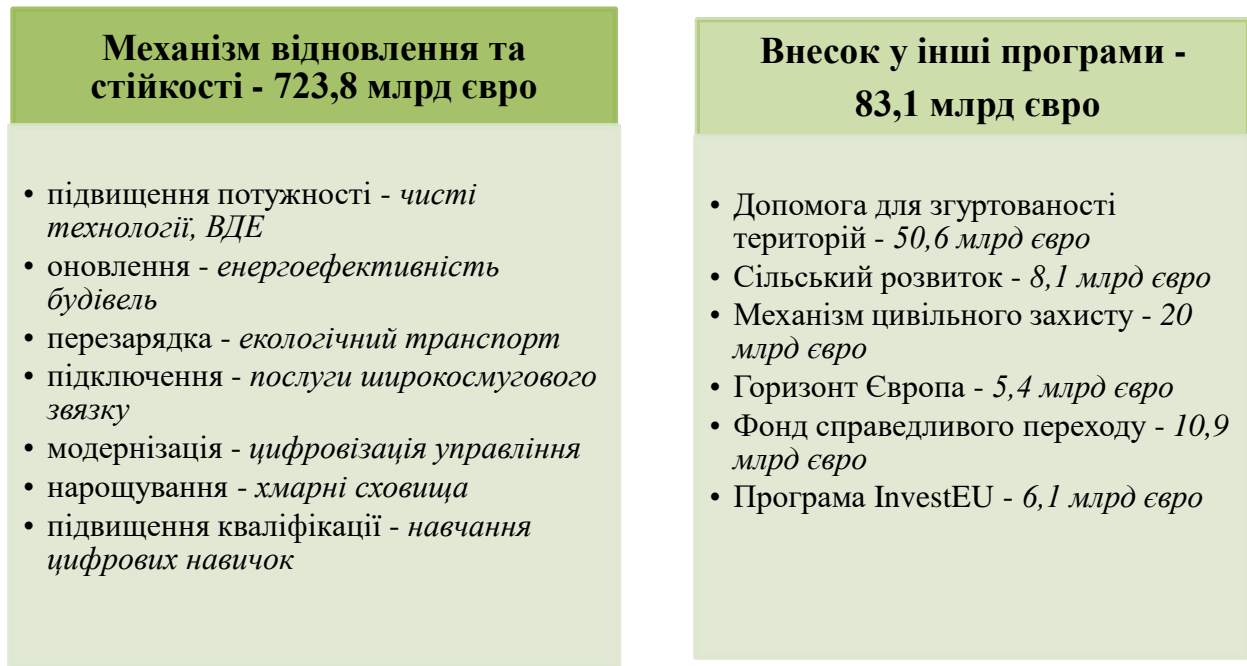 Механізм відновлення та
стійкості - 723,8 млрд євро
• підвищення потужності - чисті
технології, ВДЕ
• оновлення - енергоефективність
будівель
• перезарядка - екологічний транспорт
• підключення - послуги широкосмугового
звязку
• модернізація - цифровізація управління
• нарощування - хмарні сховища
• підвищення кваліфікації - навчання
цифрових навичок
Внесок у інші програми -
83,1 млрд євро
• Допомога для згуртованості
територій - 50,6 млрд євро
• Сільський розвиток - 8,1 млрд євро
• Механізм цивільного захисту - 20
млрд євро
• Горизонт Європа - 5,4 млрд євро
• Фонд справедливого переходу - 10,9
млрд євро
• Програма InvestEU - 6,1 млрд євро